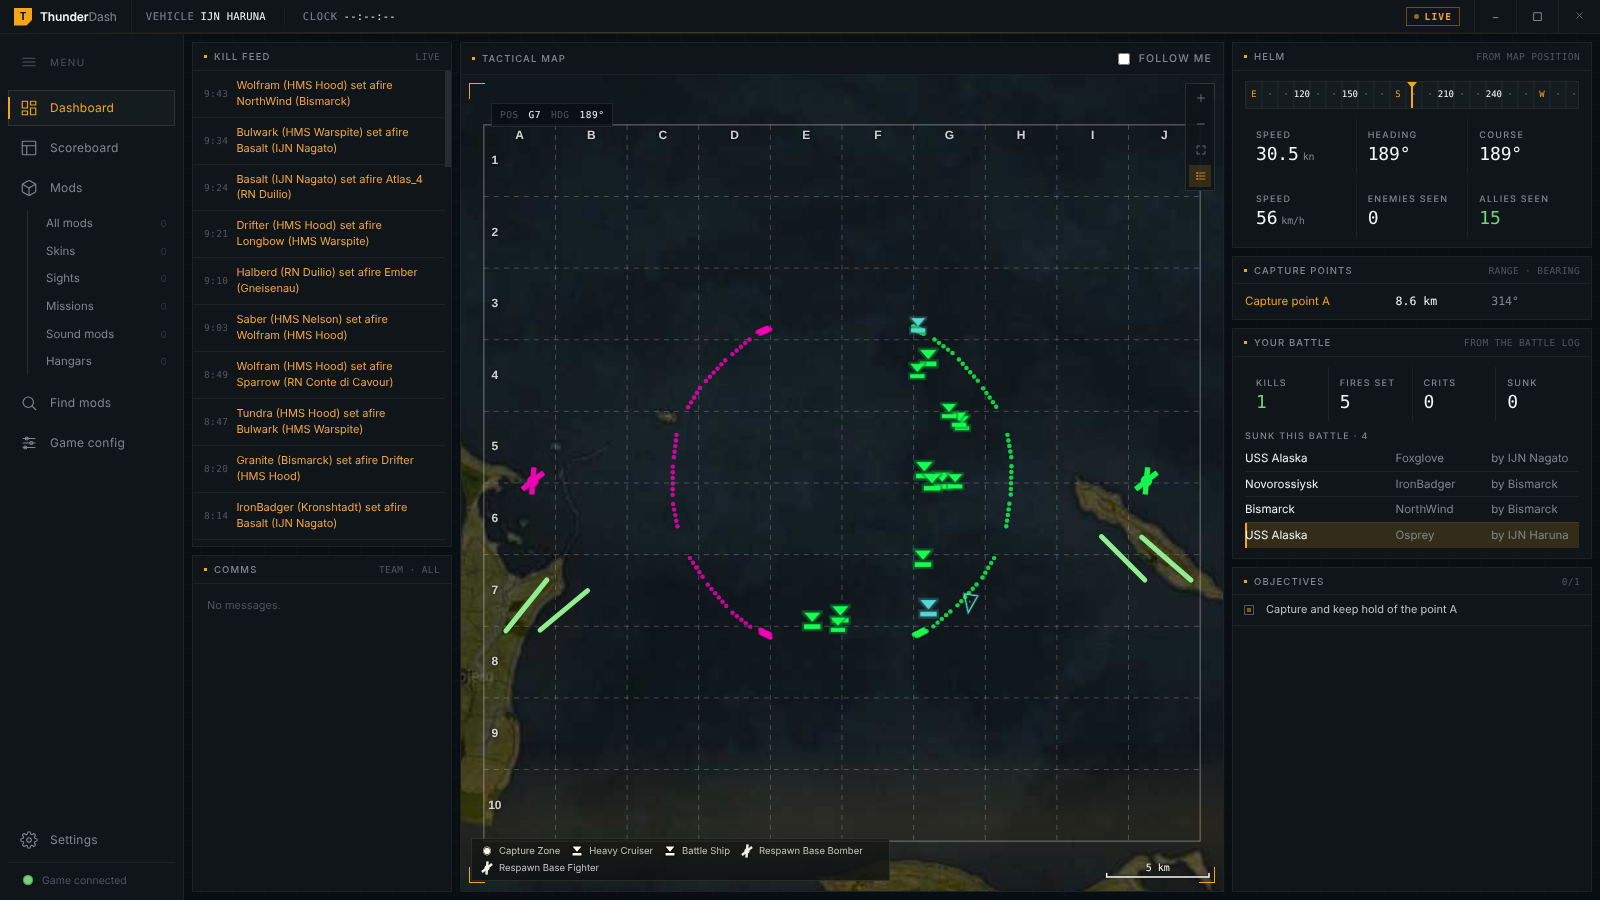 T ThunderDash
VEHICLE IJN HARUNA
CLOCK --:--:--
LIVE
MENU
Dashboard
Scoreboard
Mods
All mods 0
Skins 0
Sights 0
Missions 0
Sound mods 0
Hangars 0
Find mods
Game config
Settings
Game connected
KILL FEED LIVE
9:43 Wolfram (HMS Hood) set afire
NorthWind (Bismarck)
9:34 Bulwark (HMS Warspite) set afire
Basalt (IJN Nagato)
9:24 Basalt (IJN Nagato) set afire Atlas_4
(RN Duilio)
9:21 Drifter (HMS Hood) set afire
Longbow (HMS Warspite)
9:10 Halberd (RN Duilio) set afire Ember
(Gneisenau)
9:03 Saber (HMS Nelson) set afire
Wolfram (HMS Hood)
8:49 Wolfram (HMS Hood) set afire
Sparrow (RN Conte di Cavour)
8:47 Tundra (HMS Hood) set afire
Bulwark (HMS Warspite)
8:20 Granite (Bismarck) set afire Drifter
(HMS Hood)
8:14 IronBadger (Kronshtadt) set afire
Basalt (IJN Nagato)
COMMS TEAM · ALL
No messages.
TACTICAL MAP FOLLOW ME
POS G7 HDG 189°
A B C D E F G H I J
1
2
3
4
5
6
7
8
9
10
Capture Zone Heavy Cruiser Battle Ship Respawn Base Bomber
Respawn Base Fighter
5 km
HELM FROM MAP POSITION
E · · 120 · · 150 · · S · · 210 · · 240 · · W · ·
SPEED HEADING COURSE
30.5 kn 189° 189°
SPEED ENEMIES SEEN ALLIES SEEN
56 km/h 0 15
CAPTURE POINTS RANGE · BEARING
Capture point A 8.6 km 314°
YOUR BATTLE FROM THE BATTLE LOG
KILLS FIRES SET CRITS SUNK
1 5 0 0
SUNK THIS BATTLE · 4
USS Alaska Foxglove by IJN Nagato
Novorossiysk IronBadger by Bismarck
Bismarck NorthWind by Bismarck
USS Alaska Osprey by IJN Haruna
OBJECTIVES 0/1
Capture and keep hold of the point A